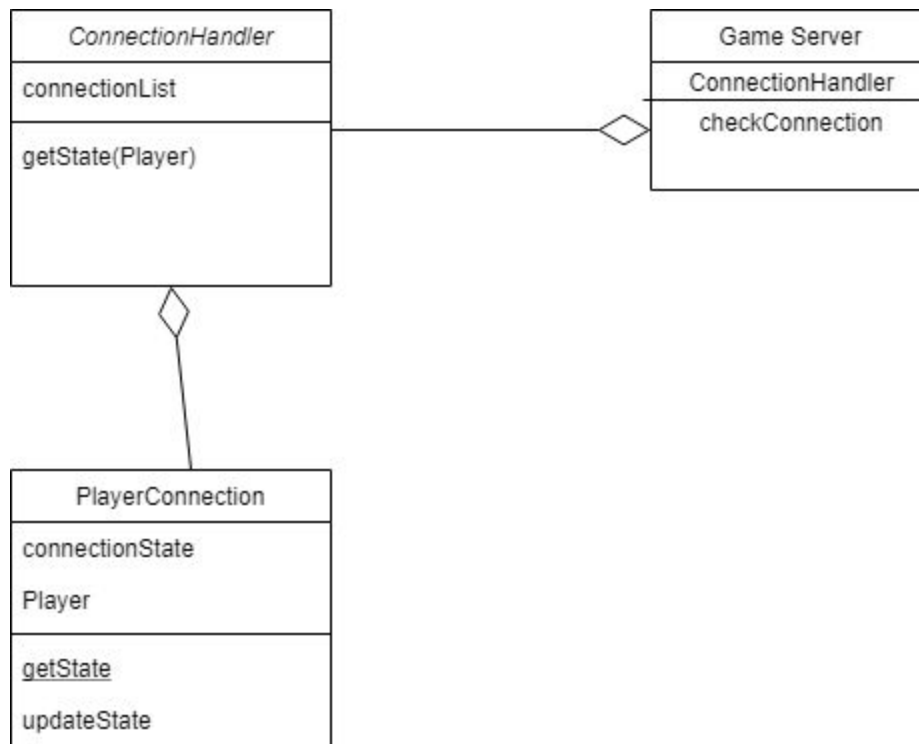 ConnectionHandler
connectionList
getState(Player)
Game Server
ConnectionHandler
checkConnection
PlayerConnection
connectionState
Player
getState
updateState